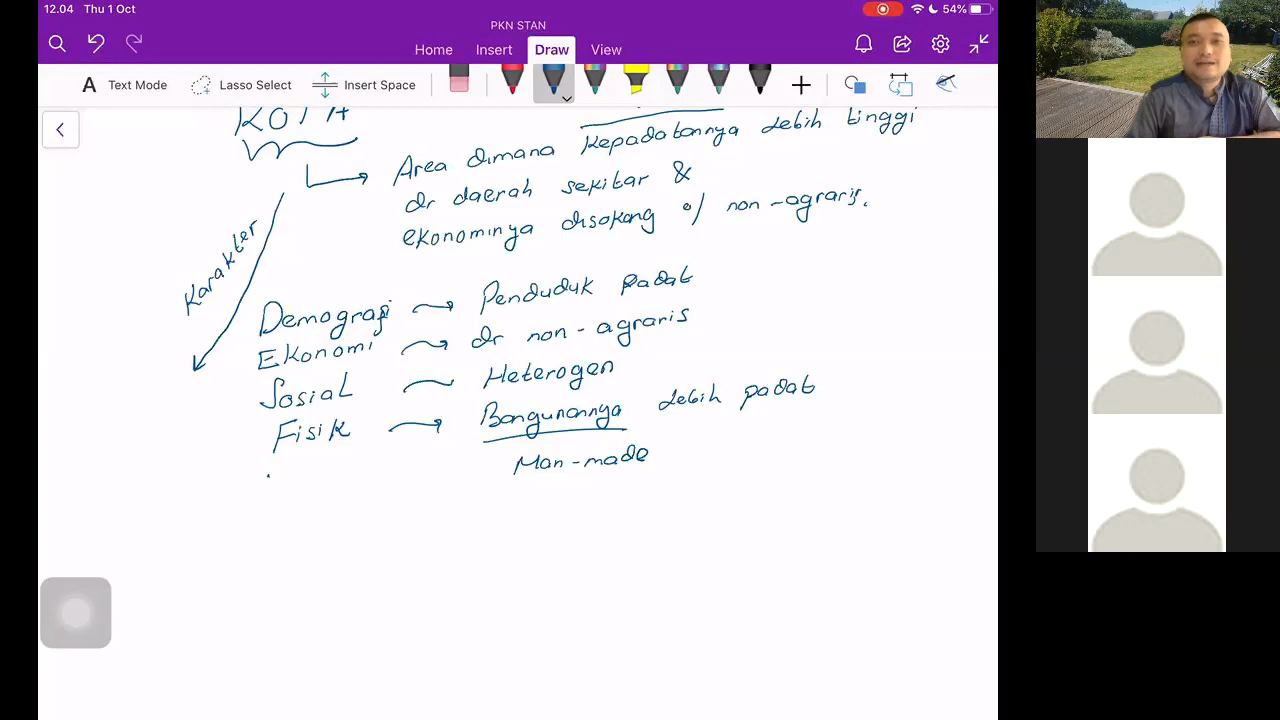 12.04 Thu 1 Oct
54%
PKN STAN
Home Insert Draw View
Text Mode Lasso Select Insert Space
KOTA
Kepadatannya lebih tinggi
Area dimana
dr daerah sekitar &
ekonominya disokong o/ non-agraris.
Karakter
Demografi → Penduduk padat
Ekonomi → dr non-agraris
Sosial — Heterogen
Fisik → Bangunannya lebih padat
Man-made